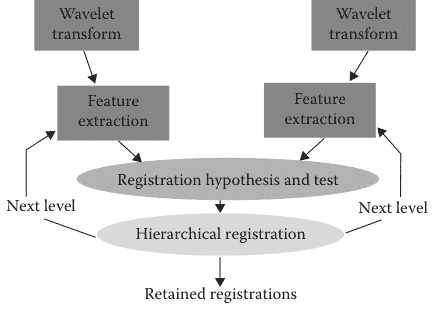 Wavelet
transform
Wavelet
transform
Feature
extraction
Feature
extraction
Registration hypothesis and test
Next level
Next level
Hierarchical registration
Retained registrations